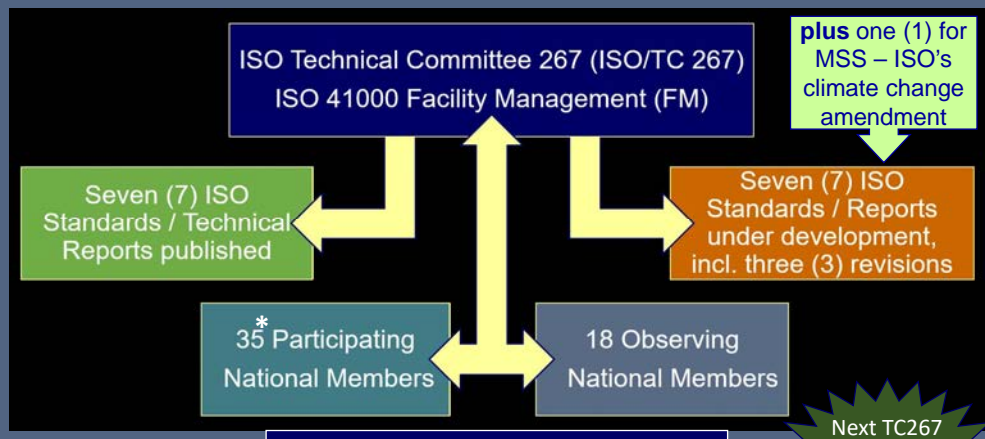 ISO Technical Committee 267 (ISO/TC 267)
ISO 41000 Facility Management (FM)
plus one (1) for
MSS – ISO's
climate change
amendment
Seven (7) ISO
Standards / Technical
Reports published
Seven (7) ISO
Standards / Reports
under development,
incl. three (3) revisions
35* Participating
National Members
18 Observing
National Members
Next TC267